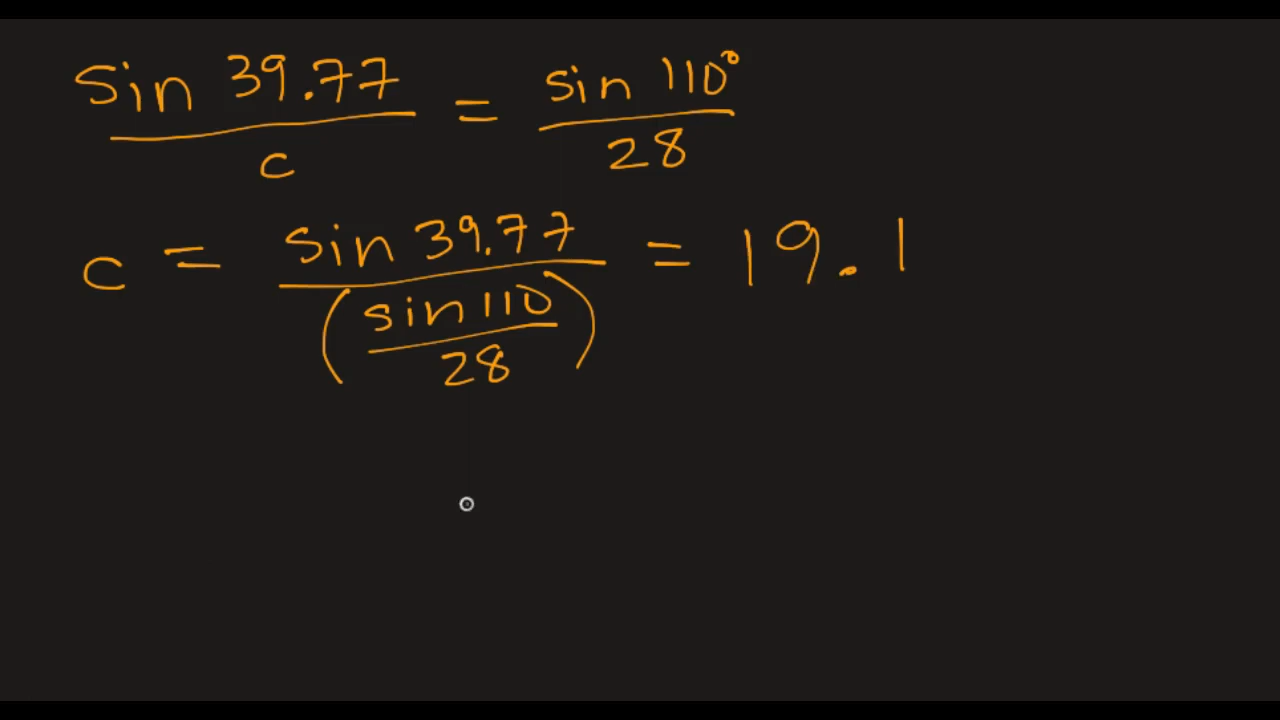 sin 39.77 / c = sin 110° / 28
c = sin 39.77 / (sin 110 / 28) = 19.1